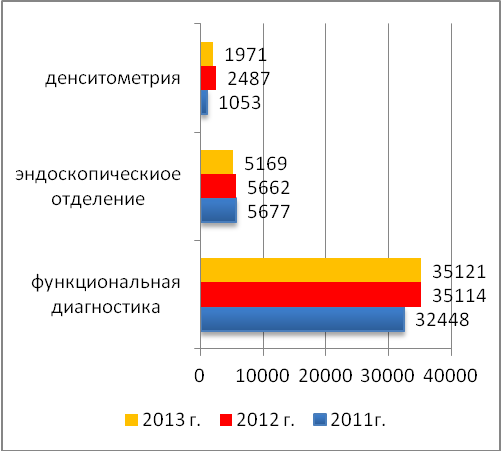 денситометрия
1971
2487
1053
эндоскопическиое
отделение
5169
5662
5677
функциональная
диагностика
35121
35114
32448
0 10000 20000 30000 40000
2013 г. 2012 г. 2011г.